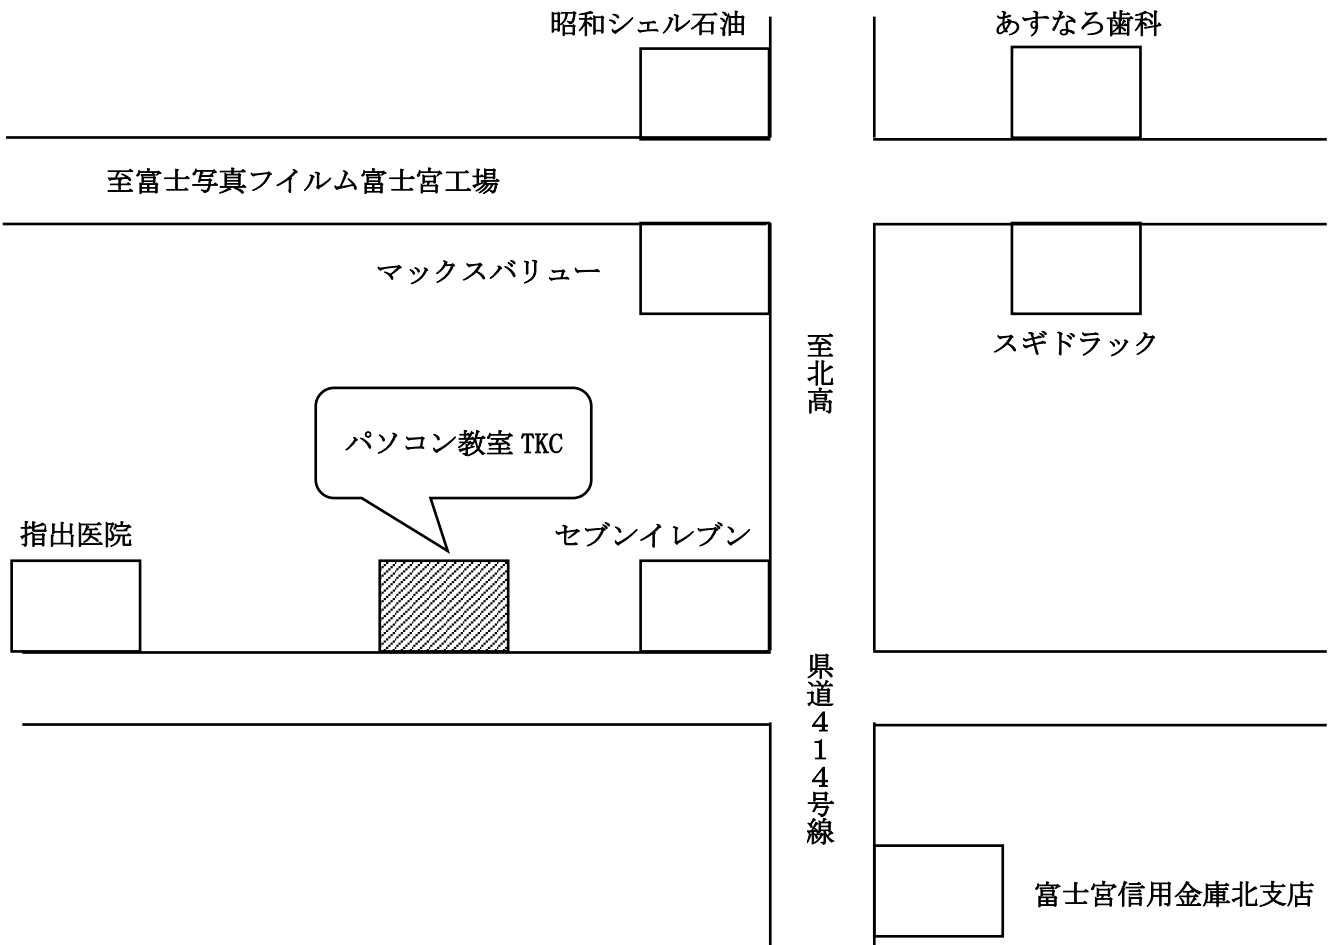 昭和シェル石油
あすなろ歯科
至富士写真フイルム富士宮工場
マックスバリュー
スギドラック
至北高
パソコン教室 TKC
指出医院
セブンイレブン
県道４１４号線
富士宮信用金庫北支店